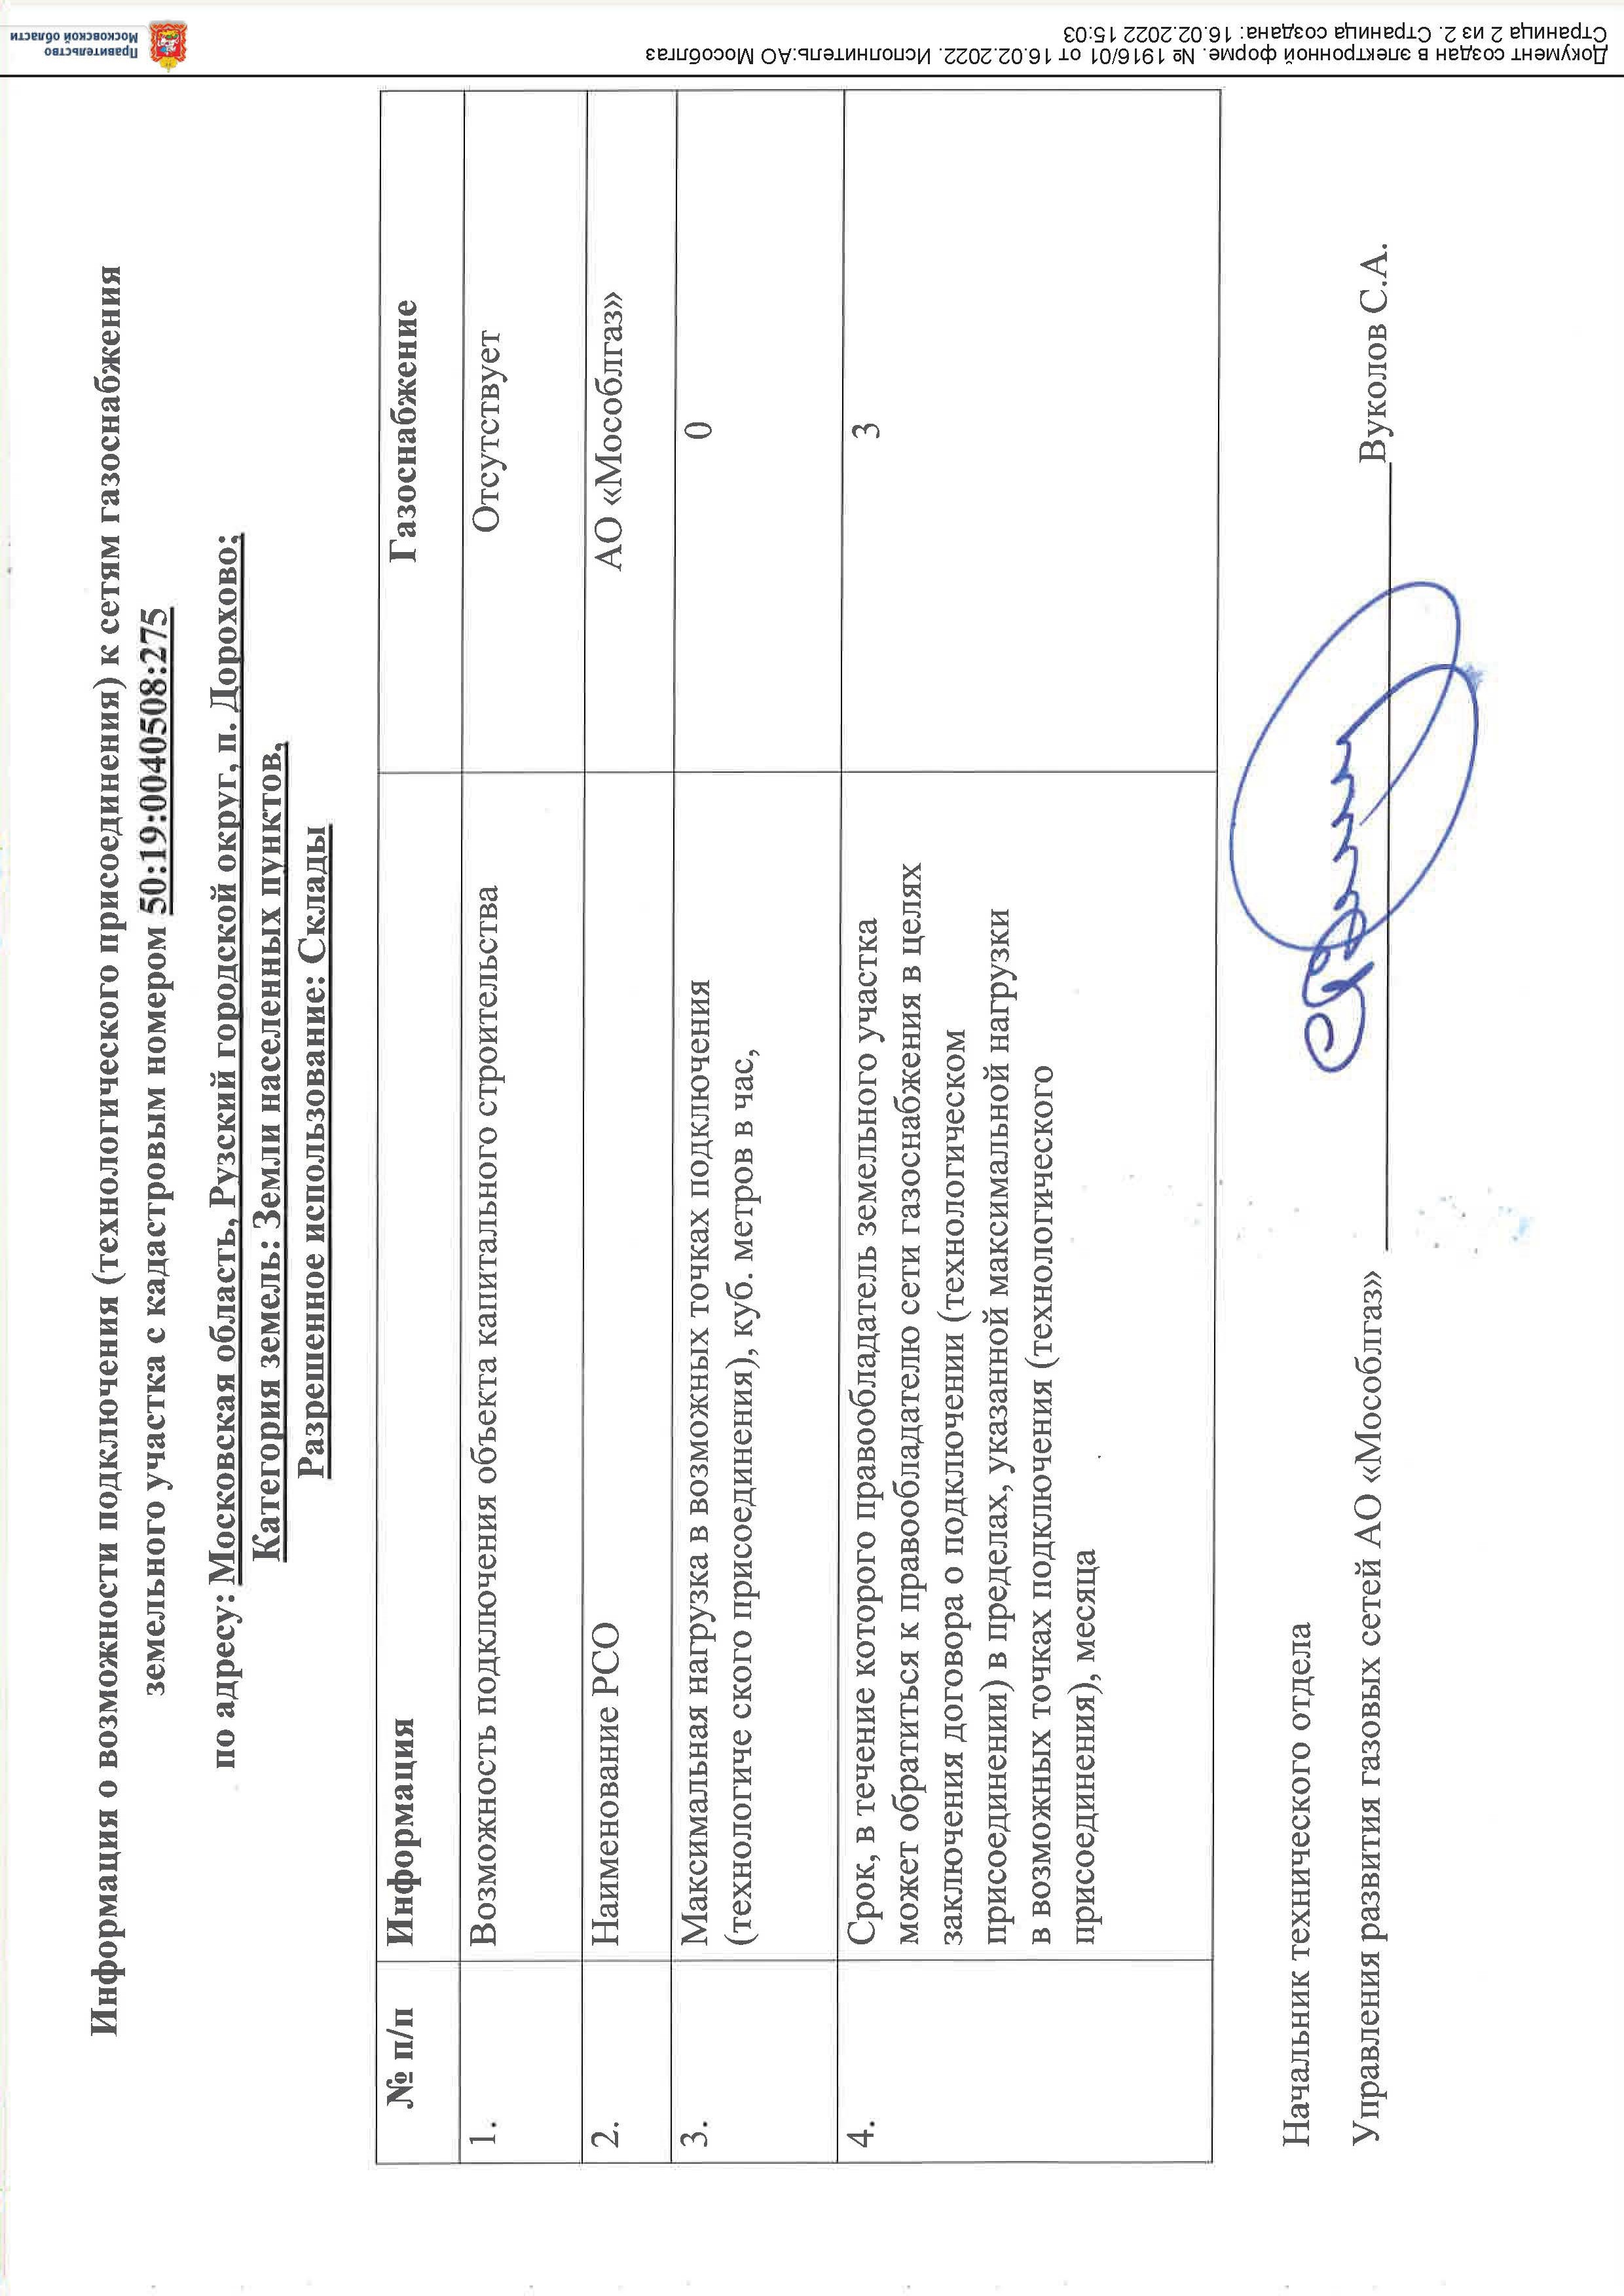 Информация о возможности подключения (технологического присоединения) к сетям газоснабжения
земельного участка с кадастровым номером 50:19:0040508:275
по адресу: Московская область, Рузский городской округ, п. Дорохово;
Категория земель: Земли населенных пунктов,
Разрешенное использование: Склады
№ п/п Информация Газоснабжение
1. Возможность подключения объекта капитального строительства Отсутствует
2. Наименование РСО АО «Мособлгаз»
3. Максимальная нагрузка в возможных точках подключения 0
(технологиче ского присоединения), куб. метров в час,
4. Срок, в течение которого правообладатель земельного участка 3
может обратиться к правообладателю сети газоснабжения в целях
заключения договора о подключении (технологическом
присоединении) в пределах, указанной максимальной нагрузки
в возможных точках подключения (технологического
присоединения), месяца
Начальник технического отдела
Управления развития газовых сетей АО «Мособлгаз» Вуколов С.А.
Документ создан в электронной форме. № 1916/01 от 16.02.2022. Исполнитель:АО Мособлгаз
Страница 2 из 2. Страница создана: 16.02.2022 15:03
Правительство
Московской области